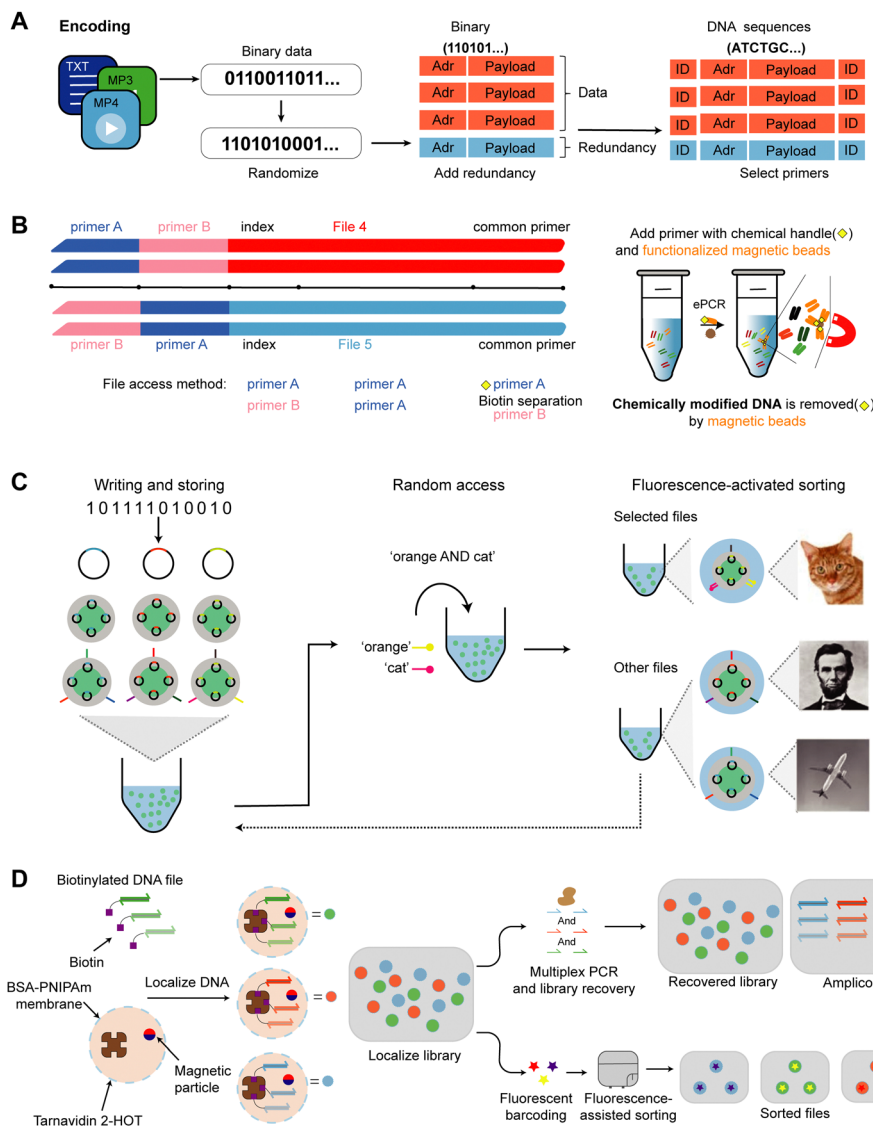 A
Encoding
TXT
MP3
MP4
Binary data
0110011011...
1101010001...
Randomize
Binary
(110101...)
Adr Payload
Adr Payload
Adr Payload
Adr Payload
Data
Redundancy
Add redundancy
DNA sequences
(ATCTGC...)
ID Adr Payload ID
ID Adr Payload ID
ID Adr Payload ID
ID Adr Payload ID
Select primers
B
primer A primer B index File 4 common primer
primer B primer A index File 5 common primer
File access method: primer A primer A primer A
Biotin separation
primer B primer A primer B
Add primer with chemical handle( )
and functionalized magnetic beads
ePCR
Chemically modified DNA is removed( )
by magnetic beads
C
Writing and storing
101111010010
Random access
'orange AND cat'
'orange'
'cat'
Fluorescence-activated sorting
Selected files
Other files
D
Biotinylated DNA file
Biotin
BSA-PNIPAm
membrane
Localize DNA
Magnetic
particle
Tarnavidin 2-HOT
=
=
=
Localize library
And
And
Multiplex PCR
and library recovery
Recovered library
Amplico
Fluorescent
barcoding
Fluorescence-
assisted sorting
Sorted files